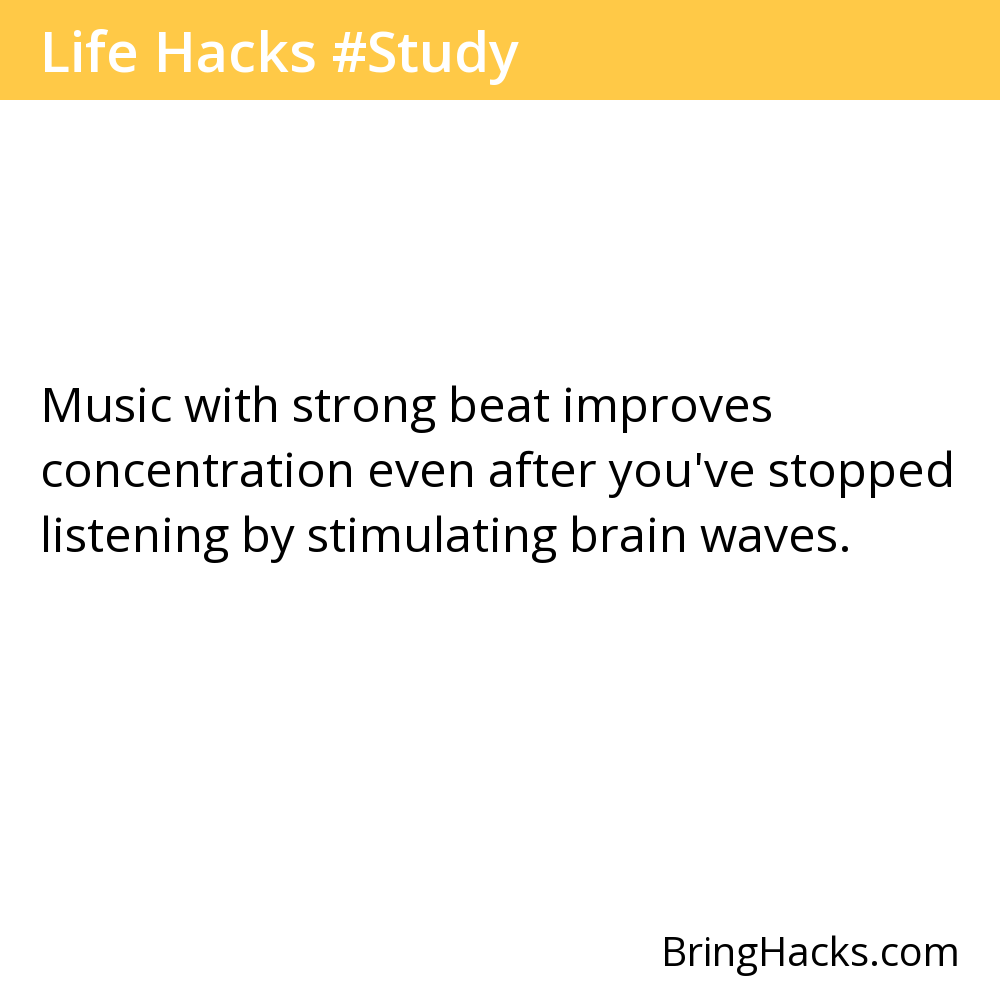 Life Hacks #Study
Music with strong beat improves
concentration even after you've stopped
listening by stimulating brain waves.
BringHacks.com